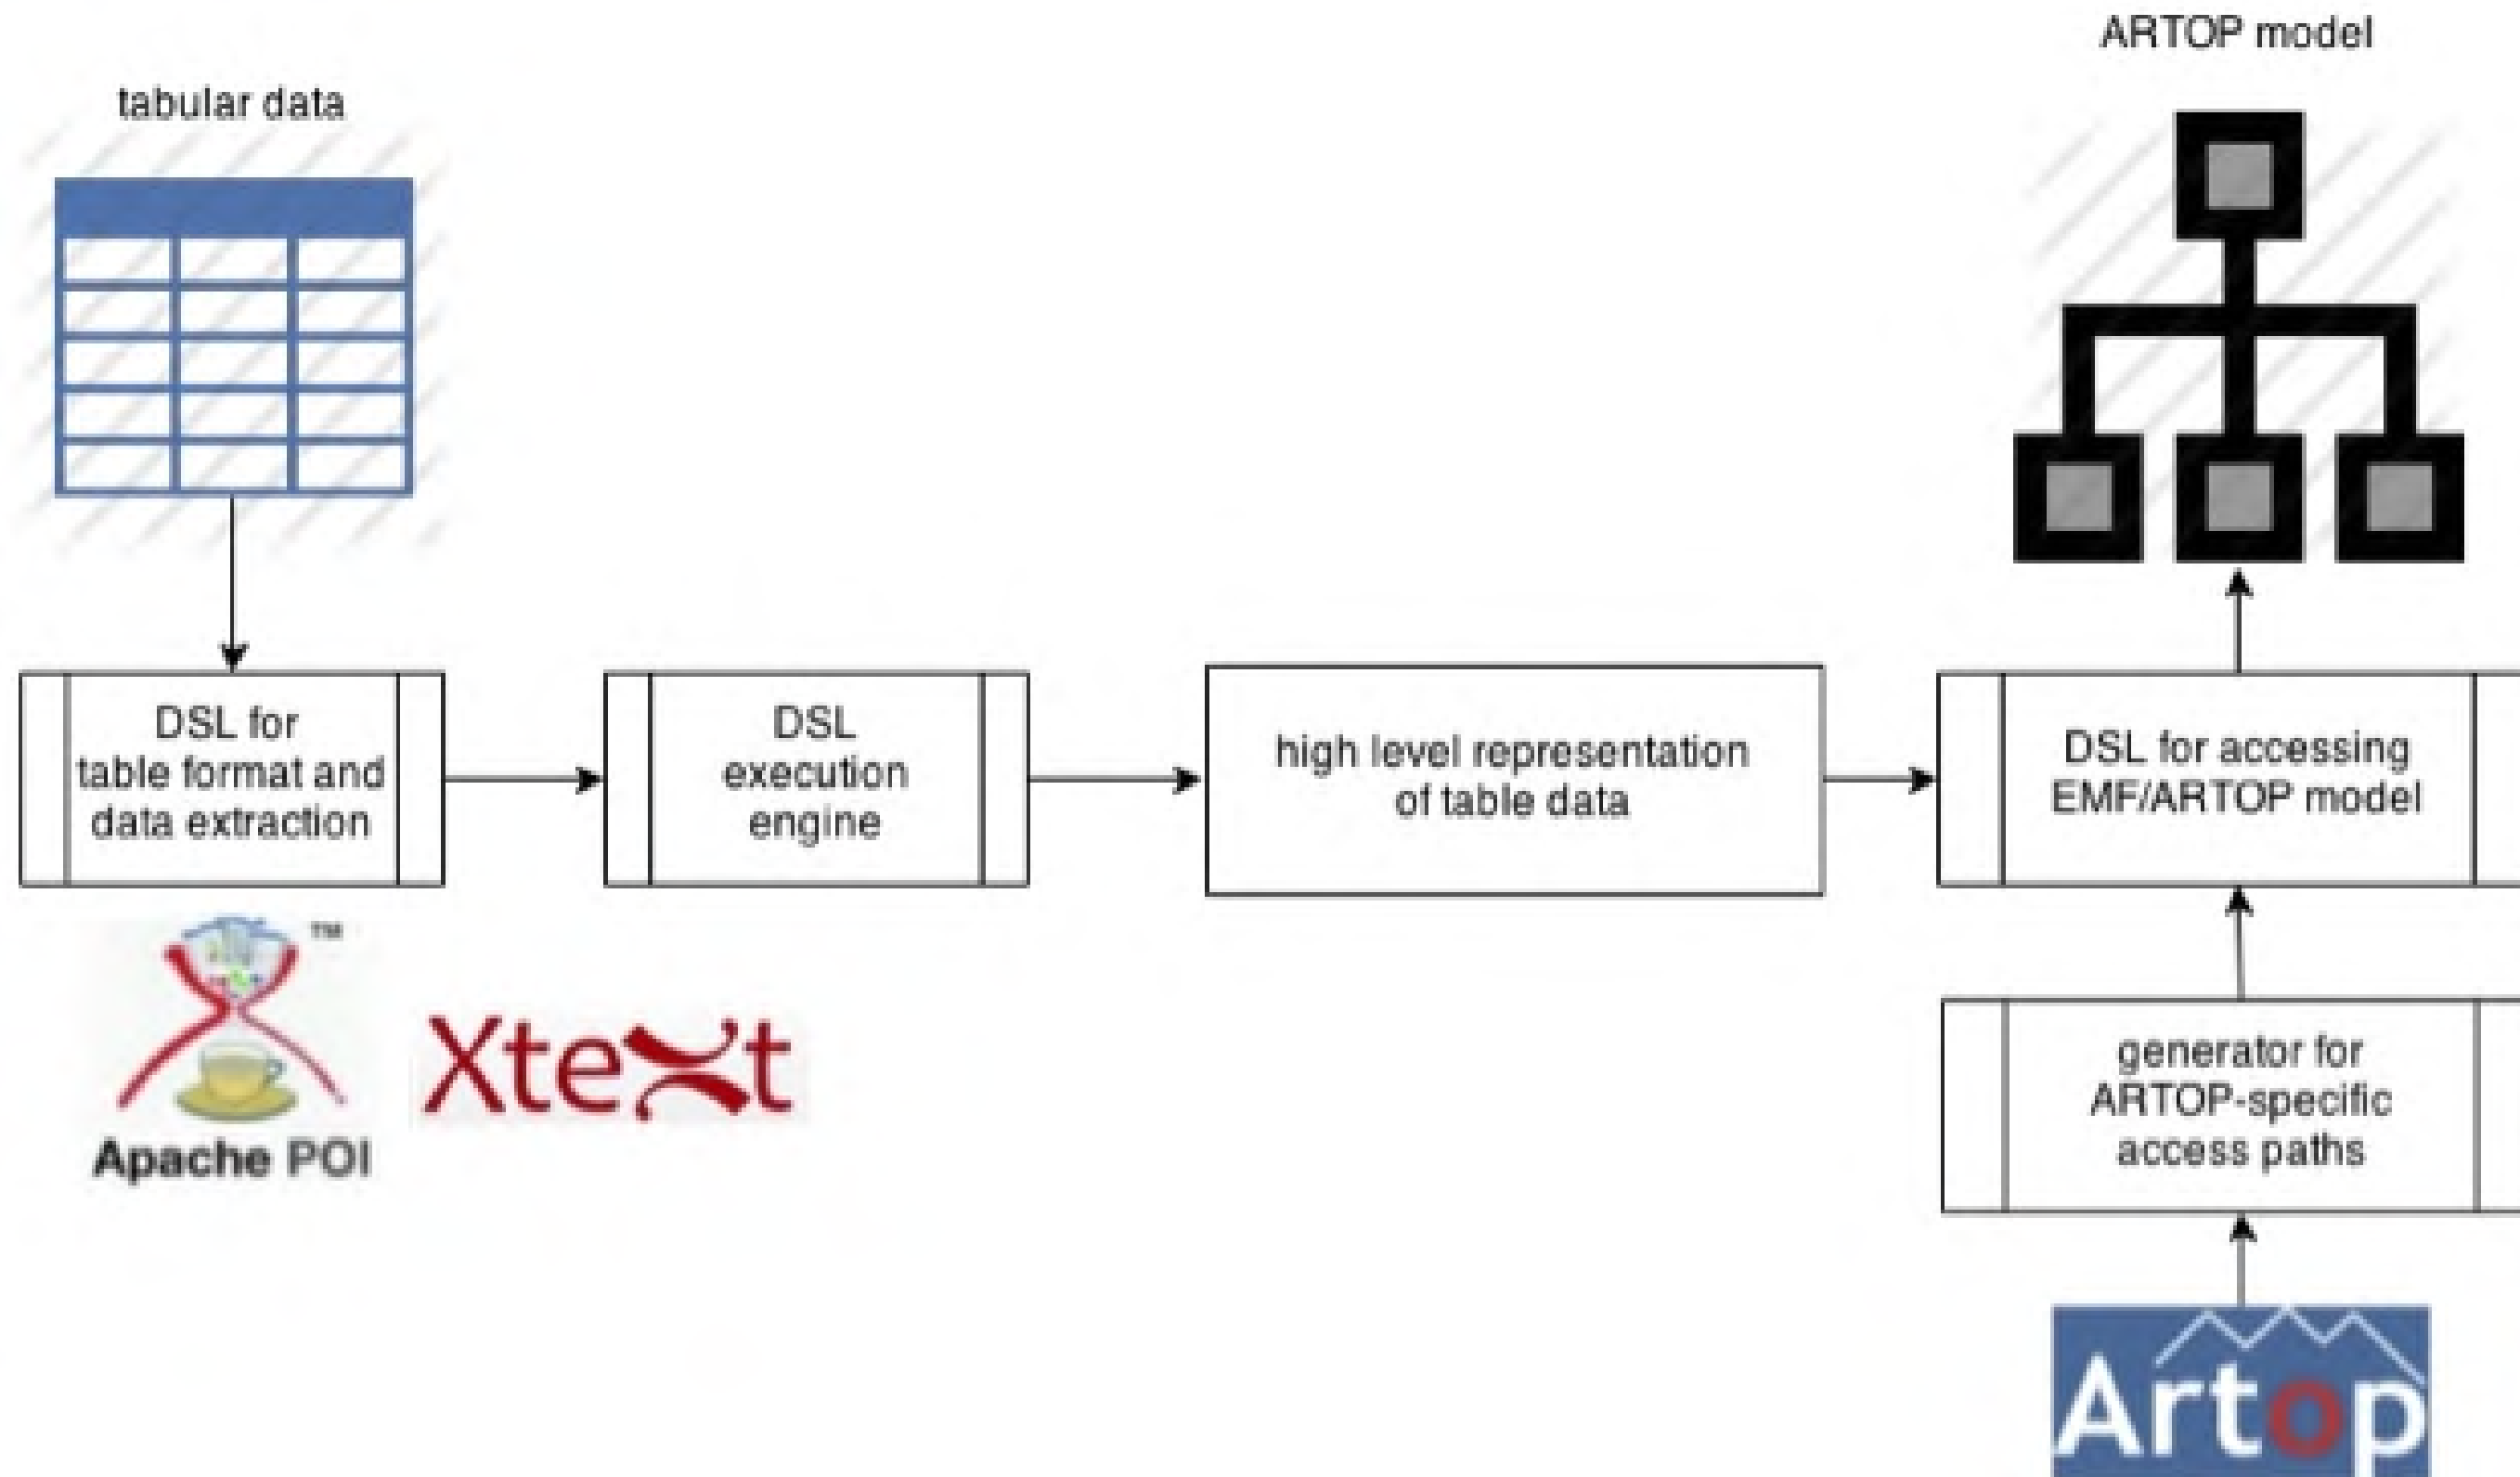 ARTOP model
tabular data
DSL for
table format and
data extraction
DSL
execution
engine
high level representation
of table data
DSL for accessing
EMF/ARTOP model
TM
Apache POI
Xtext
generator for
ARTOP-specific
access paths
Artop